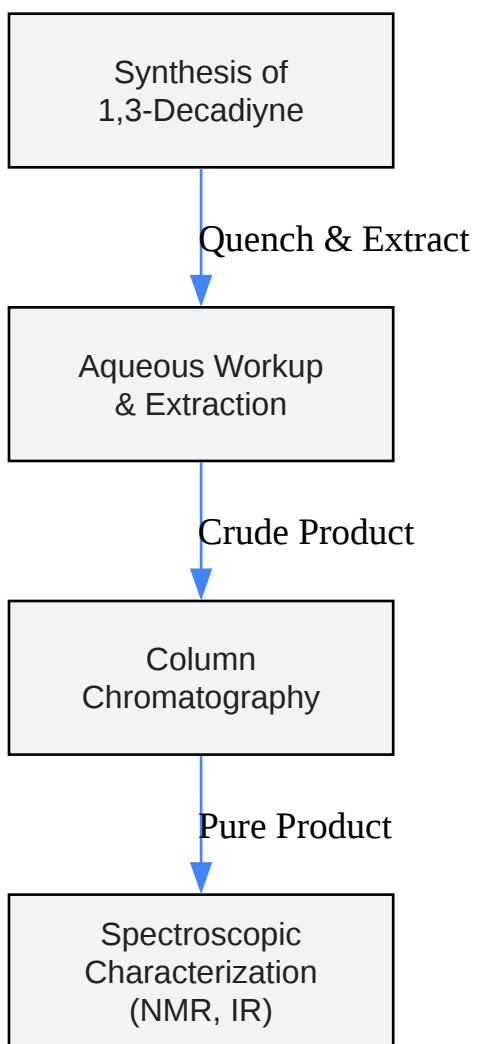 Synthesis of
1,3-Decadiyne
Quench & Extract
Aqueous Workup
& Extraction
Crude Product
Column
Chromatography
Pure Product
Spectroscopic
Characterization
(NMR, IR)